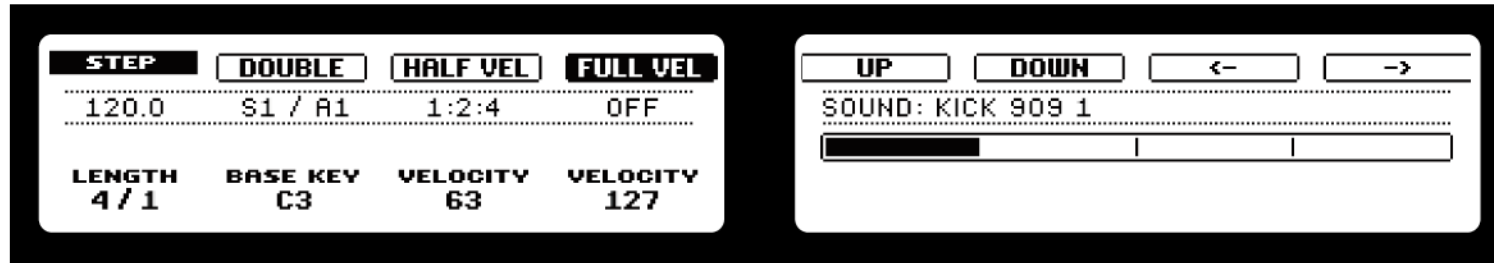 STEP DOUBLE HALF VEL FULL VEL
120.0 S1 / A1 1:2:4 OFF
LENGTH BASE KEY VELOCITY VELOCITY
4 / 1 C3 63 127
UP DOWN <- ->
SOUND: KICK 909 1